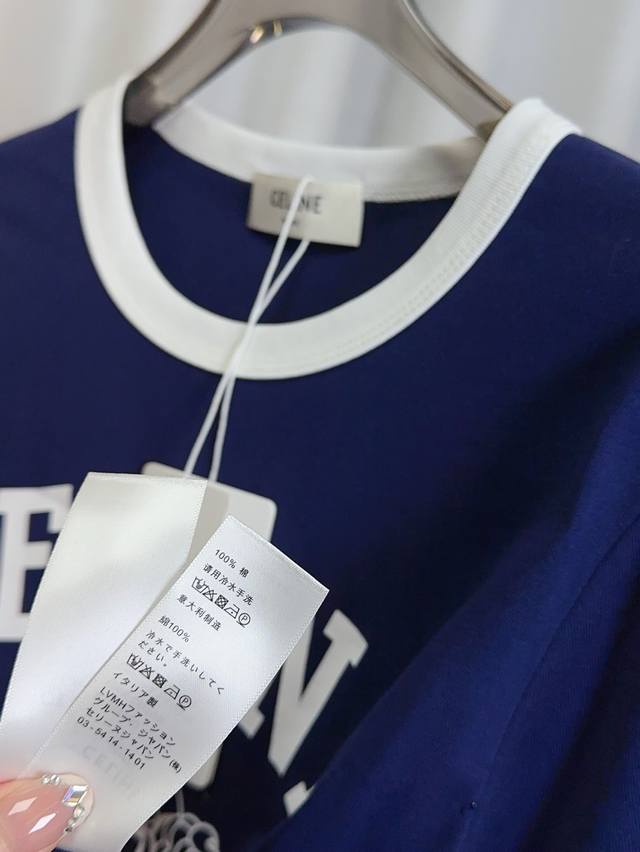 CELINE
E
N
100% 棉
请用冷水手洗
意大利制造
綿100%
冷水で手洗いしてく
ださい。
イタリア製
LVMHファッション
グループ・ジャパン(株)
セリーヌジャパン
03-5414-1401